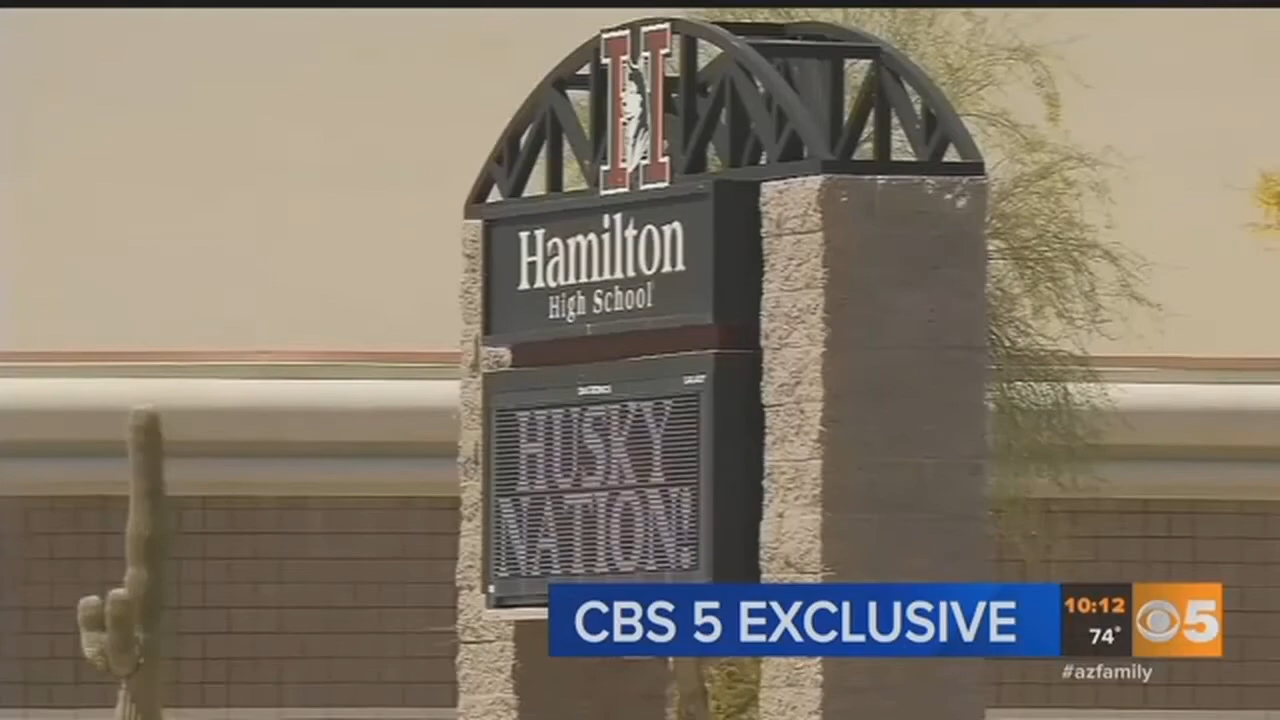 H
Hamilton
High School
HUSKY
NATION!
CBS 5 EXCLUSIVE
10:12
74°
5
#azfamily